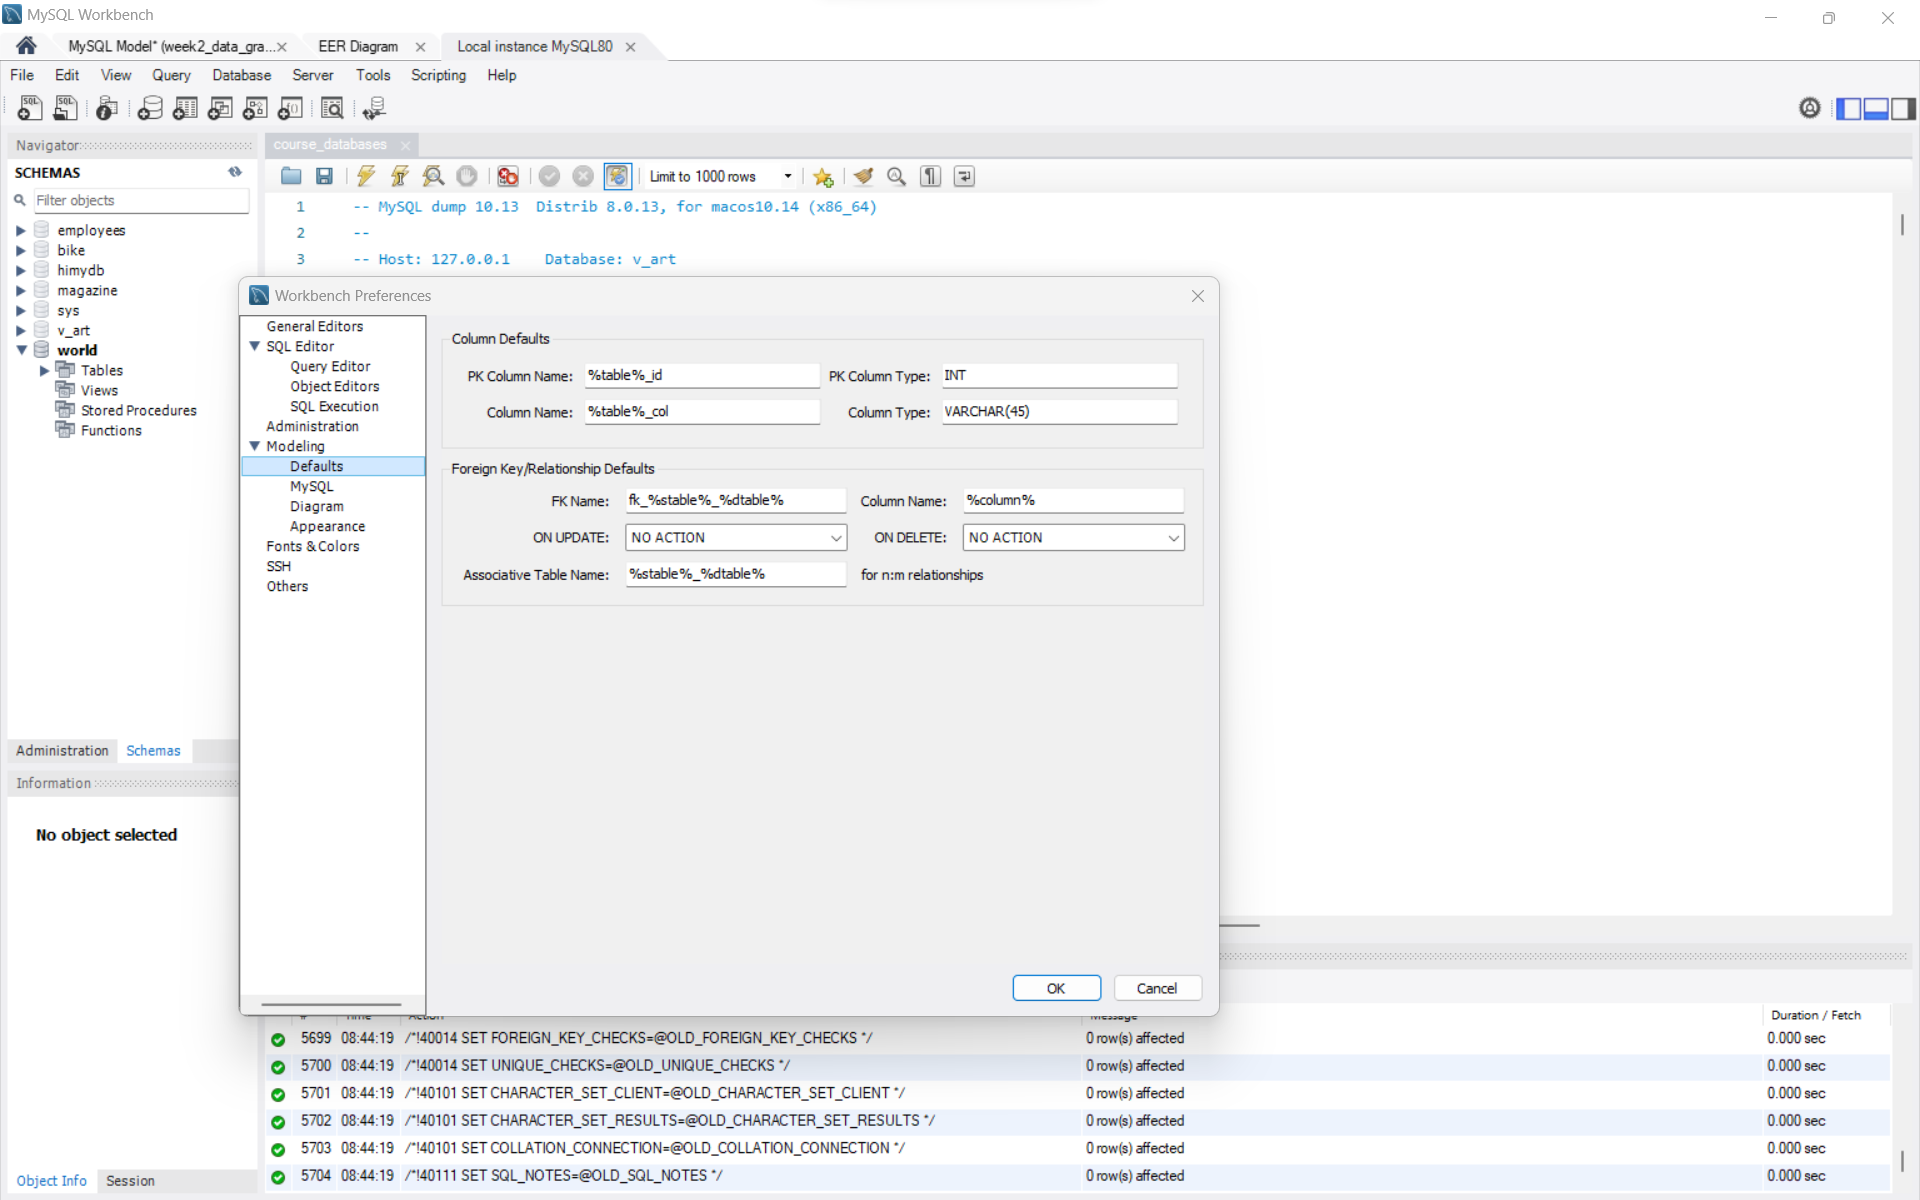 MySQL Workbench
MySQL Model* (week2_data_gra...
EER Diagram
Local instance MySQL80
File Edit View Query Database Server Tools Scripting Help
Navigator
SCHEMAS
Filter objects
employees
bike
himydb
magazine
sys
v_art
world
Tables
Views
Stored Procedures
Functions
Administration Schemas
Information
No object selected
Object Info Session
course_databases
Limit to 1000 rows
1 -- MySQL dump 10.13 Distrib 8.0.13, for macos10.14 (x86_64)
2 --
3 -- Host: 127.0.0.1 Database: v_art
Workbench Preferences
General Editors
SQL Editor
Query Editor
Object Editors
SQL Execution
Administration
Modeling
Defaults
MySQL
Diagram
Appearance
Fonts & Colors
SSH
Others
Column Defaults
PK Column Name: %table%_id PK Column Type: INT
Column Name: %table%_col Column Type: VARCHAR(45)
Foreign Key/Relationship Defaults
FK Name: fk_%stable%_%dtable% Column Name: %column%
ON UPDATE: NO ACTION ON DELETE: NO ACTION
Associative Table Name: %stable%_%dtable% for n:m relationships
OK Cancel
# Time Action Message Duration / Fetch
5699 08:44:19 /*!40014 SET FOREIGN_KEY_CHECKS=@OLD_FOREIGN_KEY_CHECKS */ 0 row(s) affected 0.000 sec
5700 08:44:19 /*!40014 SET UNIQUE_CHECKS=@OLD_UNIQUE_CHECKS */ 0 row(s) affected 0.000 sec
5701 08:44:19 /*!40101 SET CHARACTER_SET_CLIENT=@OLD_CHARACTER_SET_CLIENT */ 0 row(s) affected 0.000 sec
5702 08:44:19 /*!40101 SET CHARACTER_SET_RESULTS=@OLD_CHARACTER_SET_RESULTS */ 0 row(s) affected 0.000 sec
5703 08:44:19 /*!40101 SET COLLATION_CONNECTION=@OLD_COLLATION_CONNECTION */ 0 row(s) affected 0.000 sec
5704 08:44:19 /*!40111 SET SQL_NOTES=@OLD_SQL_NOTES */ 0 row(s) affected 0.000 sec